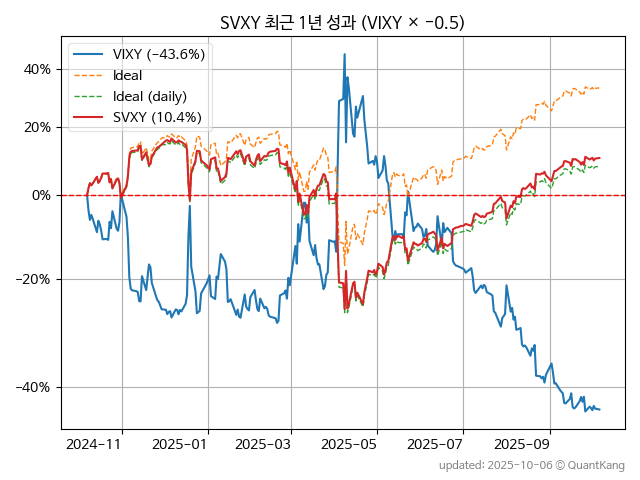 SVXY 최근 1년 성과 (VIXY × −0.5)
VIXY (−43.6%)
Ideal
Ideal (daily)
SVXY (10.4%)
40%
20%
0%
−20%
−40%
2024-11 2025-01 2025-03 2025-05 2025-07 2025-09
updated: 2025-10-06 © QuantKang